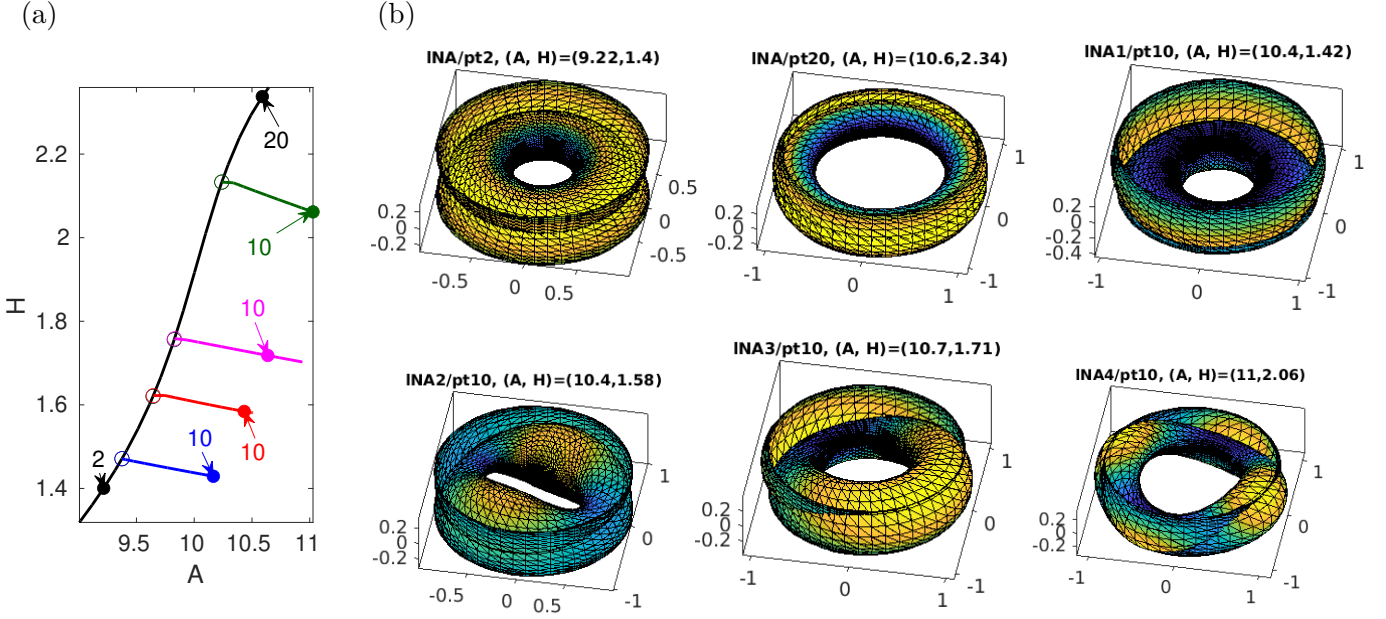 (a)
(b)
H
2.2
2
1.8
1.6
1.4
20
10
10
10
10
2
9.5 10 10.5 11
A
lNA/pt2, (A, H)=(9.22,1.4)
0.2
0
-0.2
-0.5 0 0.5
0.5
0
-0.5
lNA/pt20, (A, H)=(10.6,2.34)
0.2
0
-0.2
-1 0 1
1
0
-1
lNA1/pt10, (A, H)=(10.4,1.42)
0.2
0
-0.2
-0.4
-1 0 1
1
0
-1
lNA2/pt10, (A, H)=(10.4,1.58)
0.2
0
-0.2
-0.5 0 0.5
1
0
-1
lNA3/pt10, (A, H)=(10.7,1.71)
0.2
0
-0.2
-1 0 1
1
0
lNA4/pt10, (A, H)=(11,2.06)
0.2
0
-0.2
-1 0 1
1
0
-1